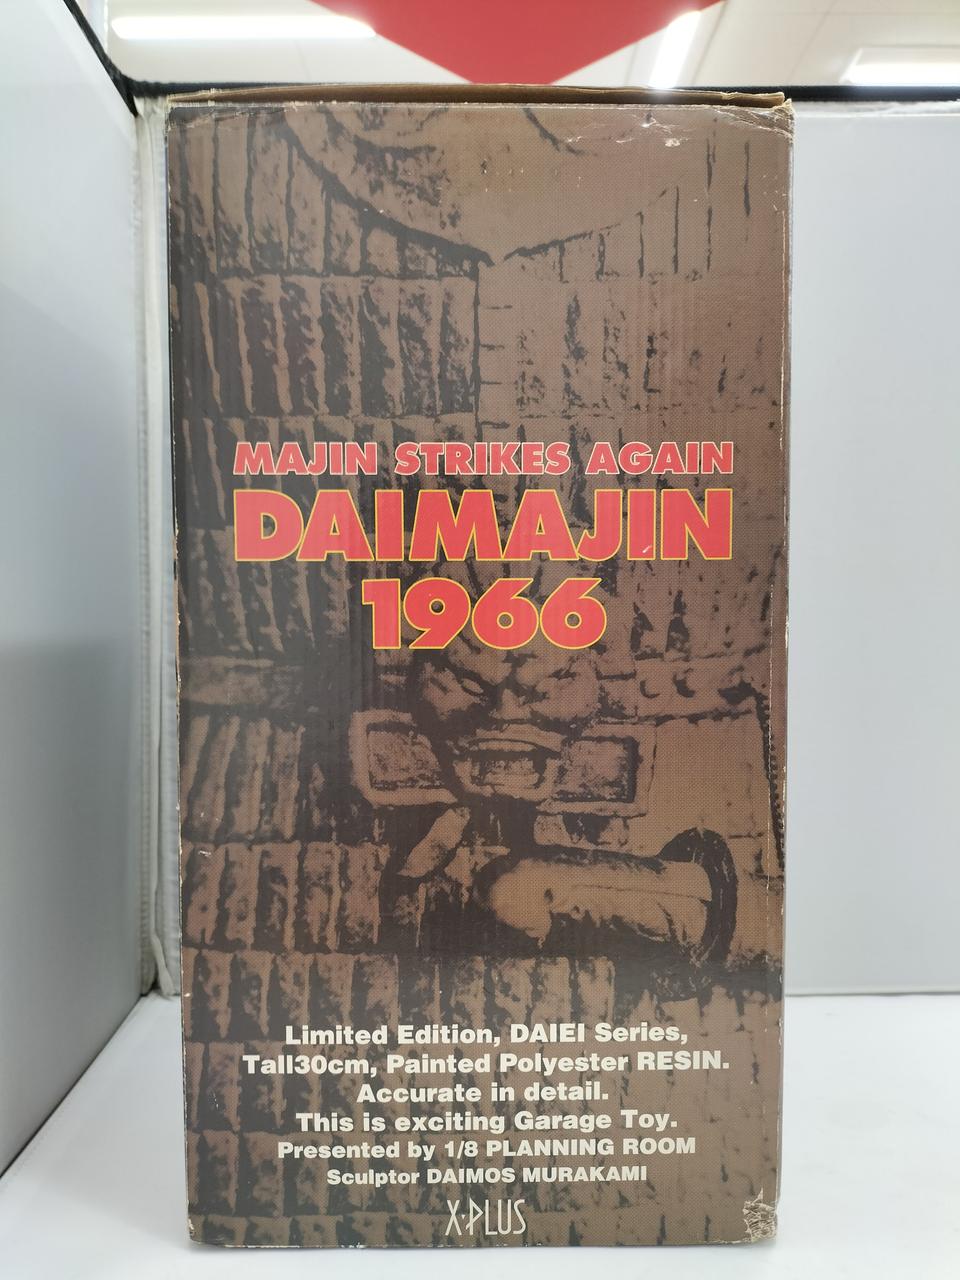 MAJIN STRIKES AGAIN
DAIMAJIN
1966
Limited Edition, DAIEI Series,
Tall30cm, Painted Polyester RESIN.
Accurate in detail.
This is exciting Garage Toy.
Presented by 1/8 PLANNING ROOM
Sculptor DAIMOS MURAKAMI
X-PLUS